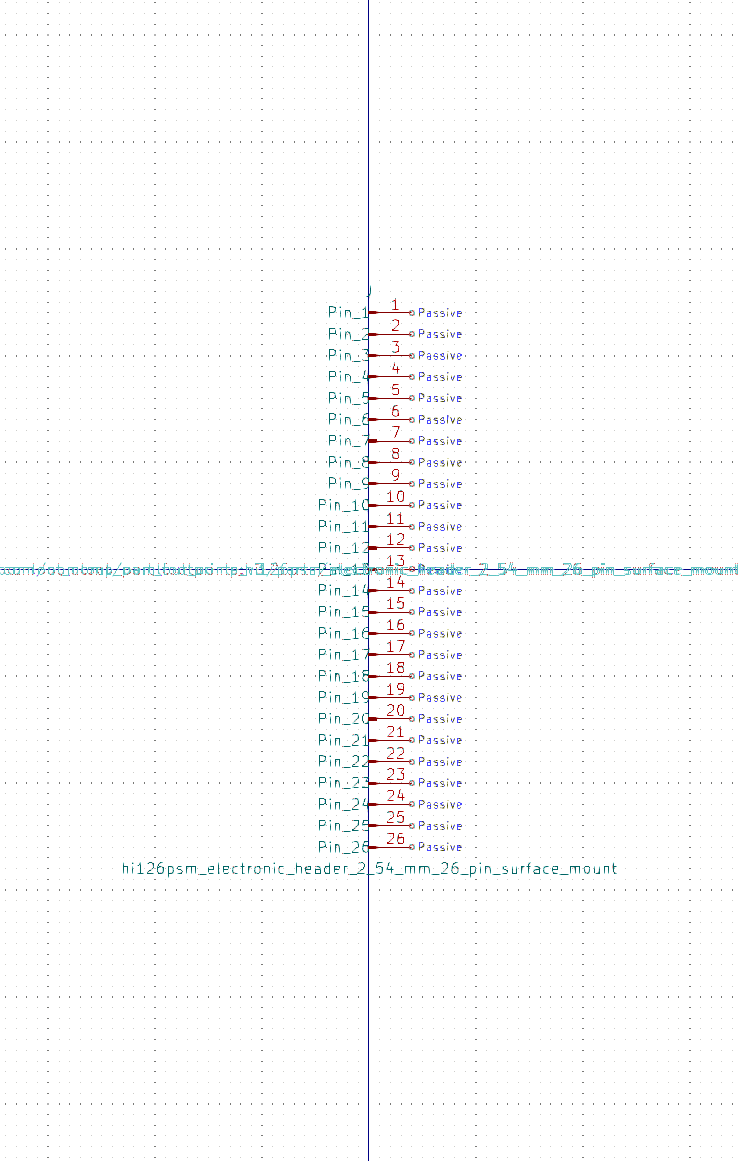 J
Pin_1 1 Passive
Pin_2 2 Passive
Pin_3 3 Passive
Pin_4 4 Passive
Pin_5 5 Passive
Pin_6 6 Passive
Pin_7 7 Passive
Pin_8 8 Passive
Pin_9 9 Passive
Pin_10 10 Passive
Pin_11 11 Passive
Pin_12 12 Passive
13
Pin_14 14 Passive
Pin_15 15 Passive
Pin_16 16 Passive
Pin_17 17 Passive
Pin_18 18 Passive
Pin_19 19 Passive
Pin_20 20 Passive
Pin_21 21 Passive
Pin_22 22 Passive
Pin_23 23 Passive
Pin_24 24 Passive
Pin_25 25 Passive
Pin_26 26 Passive
hi126psm_electronic_header_2_54_mm_26_pin_surface_mount